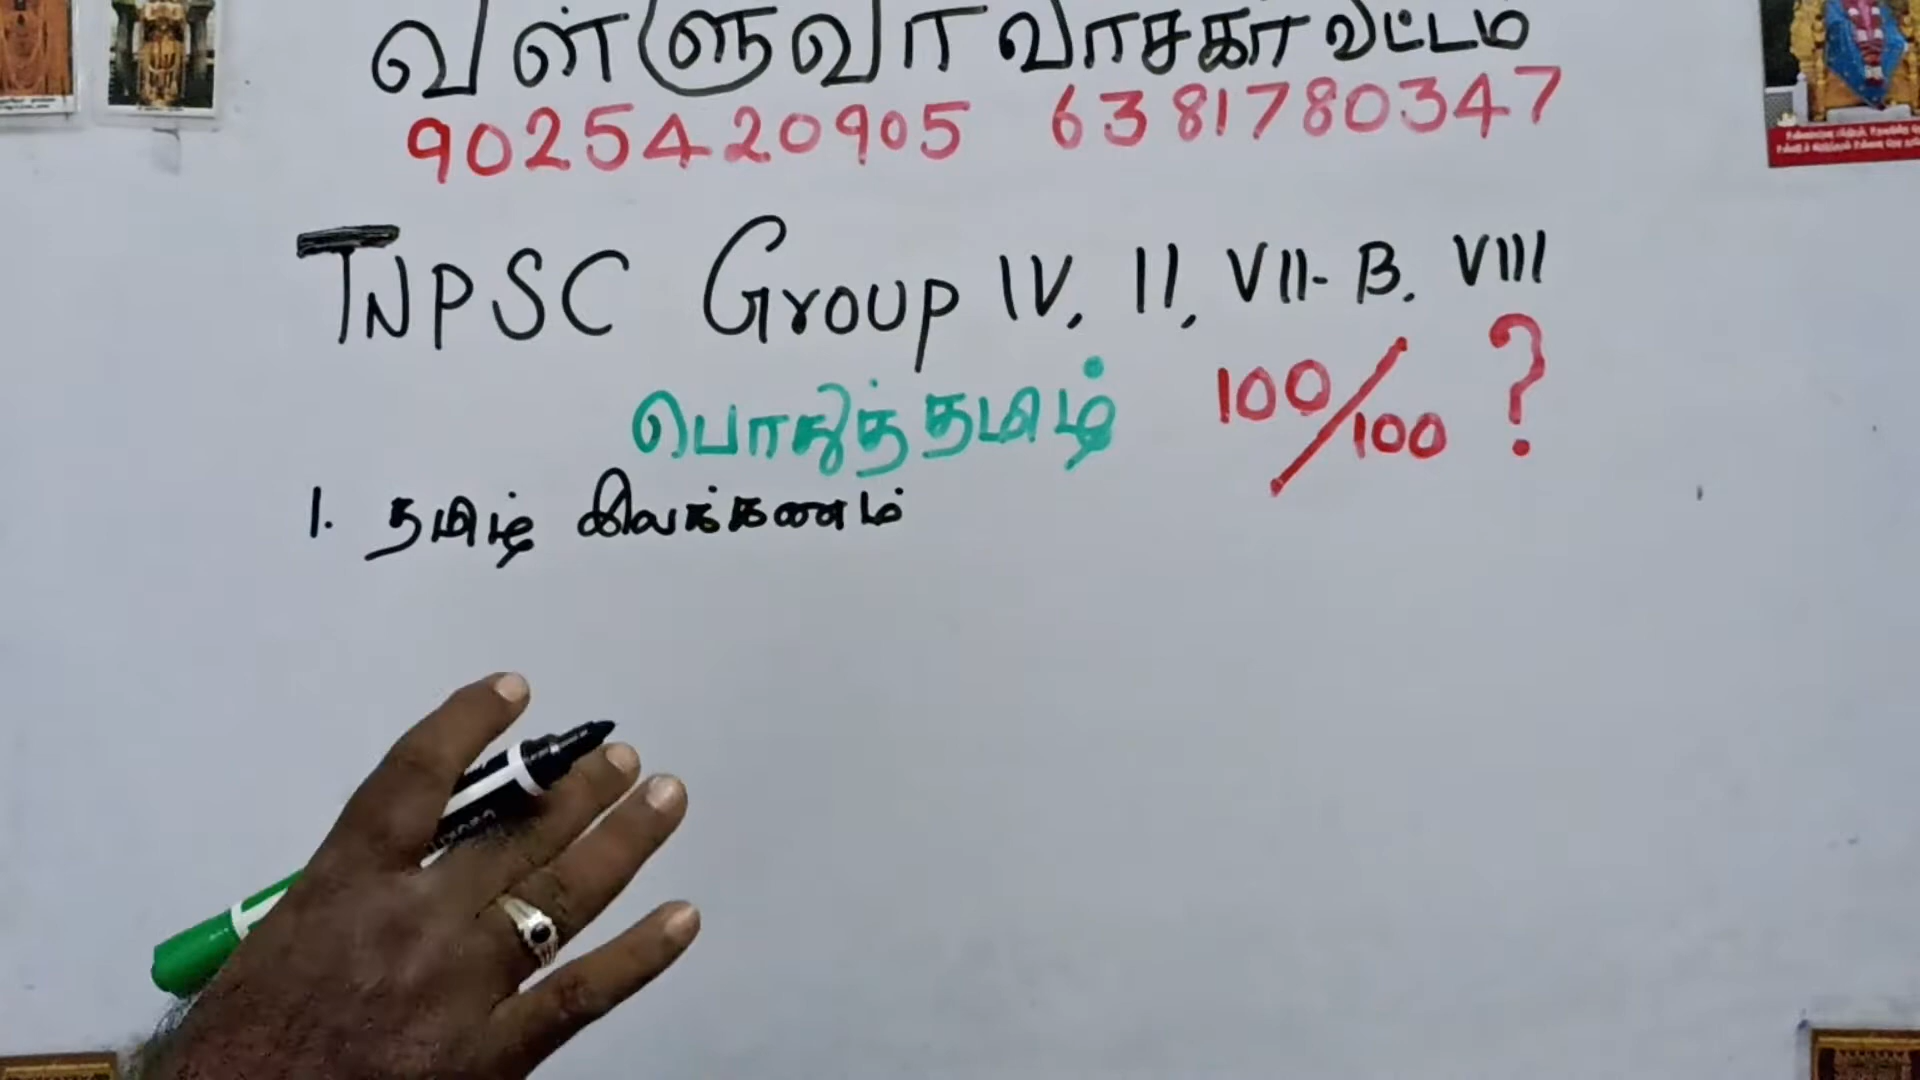 வள்ளுவா வாசகர் வட்டம்
9025420905 6381780347
TNPSC Group IV, II, VII-B, VIII
பொதுத்தமிழ் 100/100 ?
1. தமிழ் இலக்கணம்